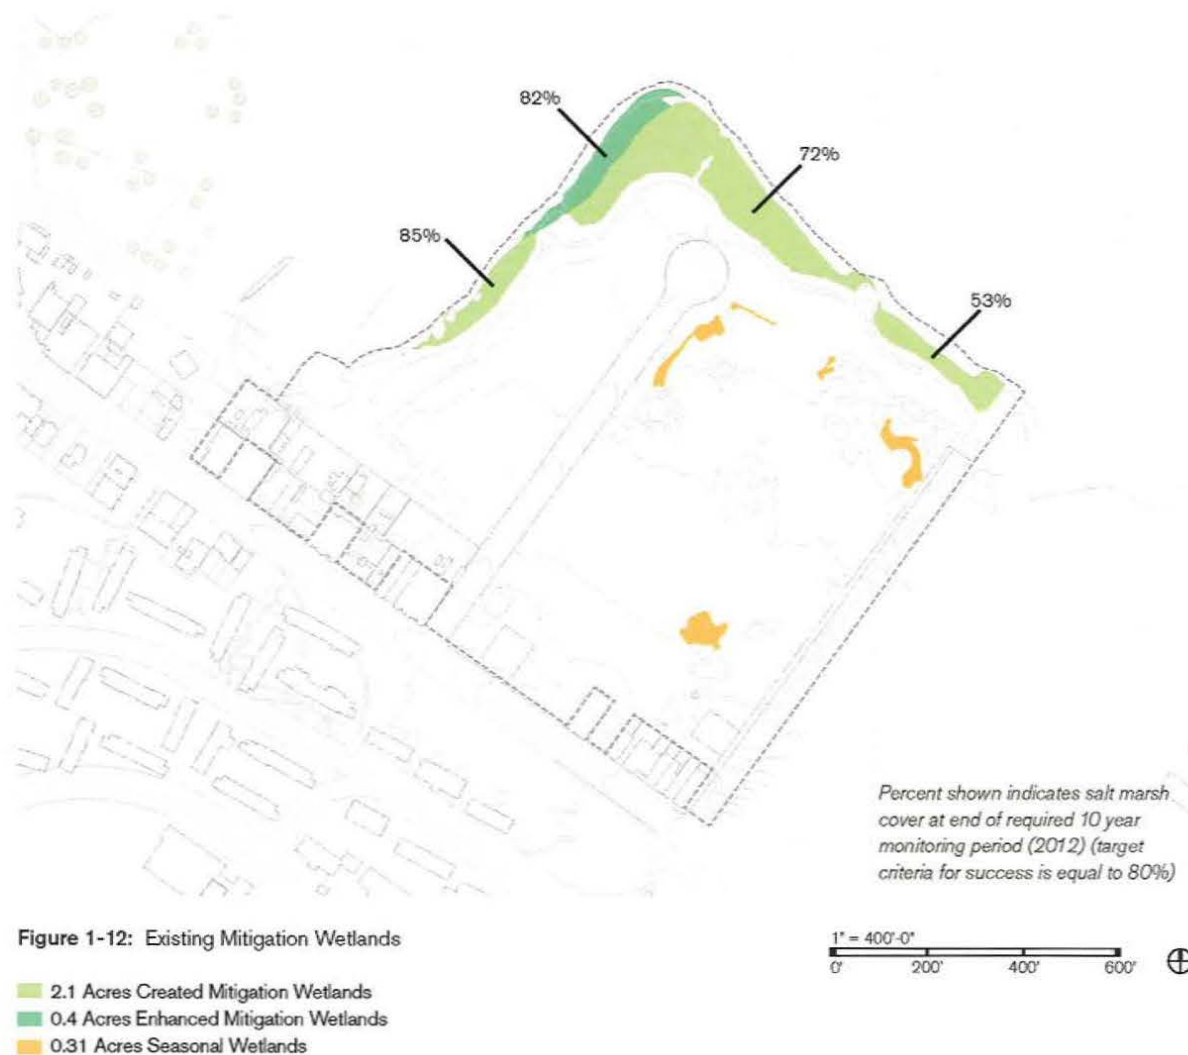 82%
72%
85%
53%
Percent shown indicates salt marsh
cover at end of required 10 year
monitoring period (2012) (target
criteria for success is equal to 80%)
Figure 1-12: Existing Mitigation Wetlands
1" = 400'-0"
0' 200' 400' 600'
2.1 Acres Created Mitigation Wetlands
0.4 Acres Enhanced Mitigation Wetlands
0.31 Acres Seasonal Wetlands